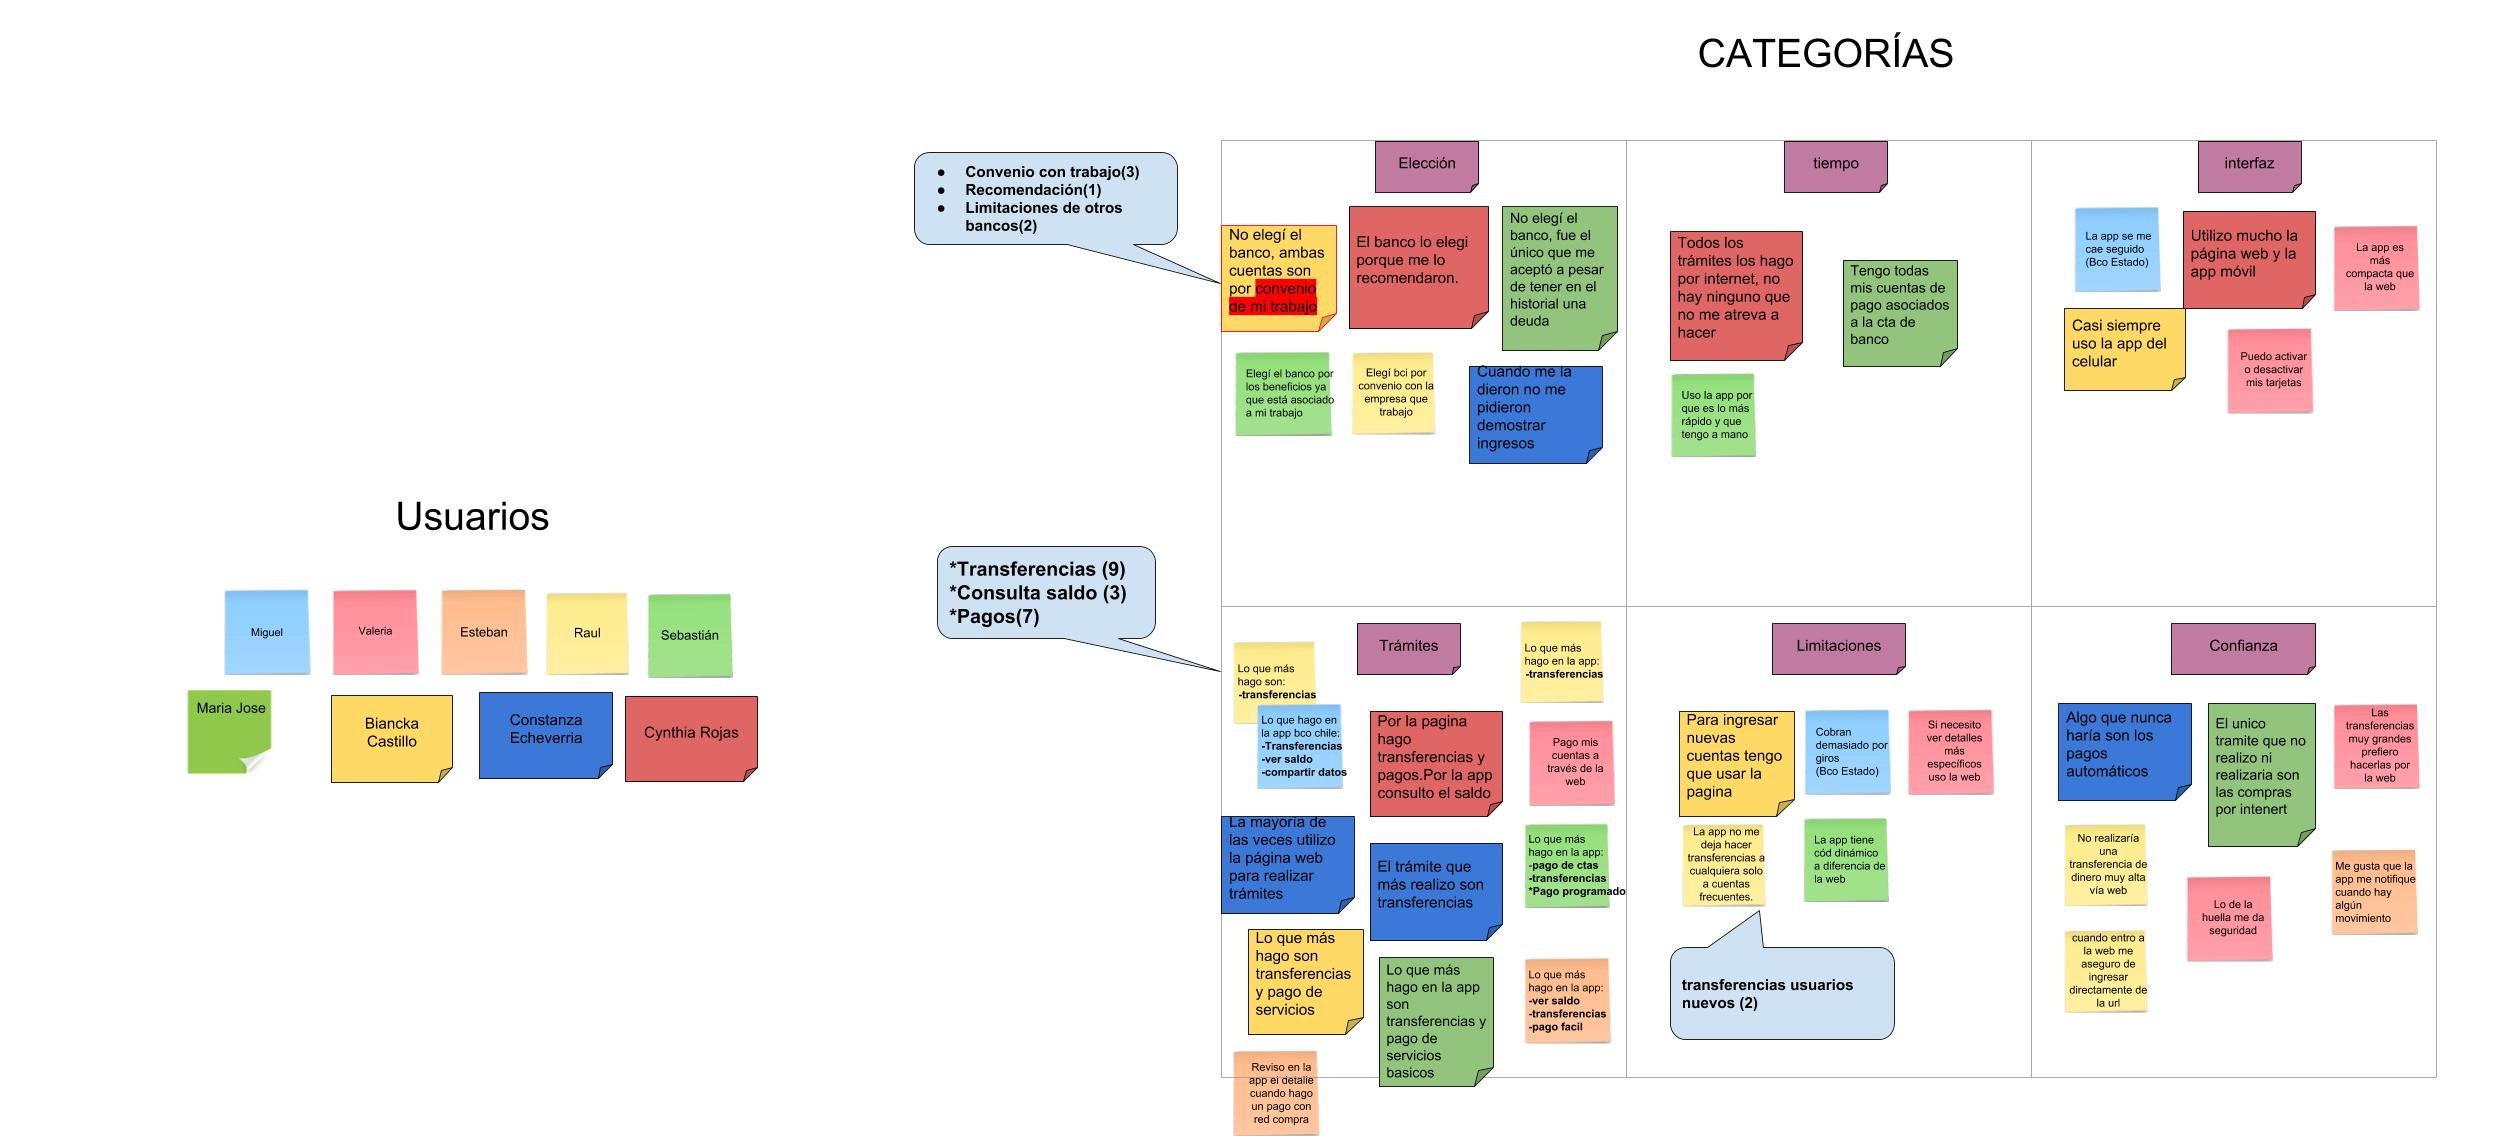 CATEGORÍAS
● Convenio con trabajo(3)
● Recomendación(1)
● Limitaciones de otros
bancos(2)
Elección
No elegí el
banco, ambas
cuentas son
por convenio
de mi trabajo
El banco lo elegi
porque me lo
recomendaron.
No elegí el
banco, fue el
único que me
aceptó a pesar
de tener en el
historial una
deuda
Elegí el banco por
los beneficios ya
que está asociado
a mi trabajo
Elegí bci por
convenio con la
empresa que
trabajo
Cuando me la
dieron no me
pidieron
demostrar
ingresos
tiempo
Todos los
trámites los hago
por internet, no
hay ninguno que
no me atreva a
hacer
Tengo todas
mis cuentas de
pago asociados
a la cta de
banco
Uso la app por
que es lo más
rápido y que
tengo a mano
interfaz
La app se me
cae seguido
(Bco Estado)
Utilizo mucho la
página web y la
app móvil
La app es
más
compacta que
la web
Casi siempre
uso la app del
celular
Puedo activar
o desactivar
mis tarjetas
Usuarios
Miguel
Valeria
Esteban
Raul
Sebastián
Maria Jose
Biancka
Castillo
Constanza
Echeverria
Cynthia Rojas
*Transferencias (9)
*Consulta saldo (3)
*Pagos(7)
Trámites
Lo que más
hago son:
-transferencias
Lo que más
hago en la app:
-transferencias
Lo que hago en
la app bco chile:
-Transferencias
-ver saldo
-compartir datos
Por la pagina
hago
transferencias y
pagos.Por la app
consulto el saldo
Pago mis
cuentas a
través de la
web
La mayoría de
las veces utilizo
la página web
para realizar
trámites
El trámite que
más realizo son
transferencias
Lo que más
hago en la app:
-pago de ctas
-transferencias
*Pago programado
Lo que más
hago son
transferencias
y pago de
servicios
Lo que más
hago en la app
son
transferencias y
pago de
servicios
basicos
Lo que más
hago en la app:
-ver saldo
-transferencias
-pago facil
Reviso en la
app el detalle
cuando hago
un pago con
red compra
Limitaciones
Para ingresar
nuevas
cuentas tengo
que usar la
pagina
Cobran
demasiado por
giros
(Bco Estado)
Si necesito
ver detalles
más
especificos
uso la web
La app no me
deja hacer
transferencias a
cualquiera solo
a cuentas
frecuentes.
La app tiene
cód dinámico
a diferencia de
la web
transferencias usuarios
nuevos (2)
Confianza
Algo que nunca
haría son los
pagos
automáticos
El unico
tramite que no
realizo ni
realizaria son
las compras
por intenert
Las
transferencias
muy grandes
prefiero
hacerlas por
la web
No realizaría
una
transferencia de
dinero muy alta
vía web
Lo de la
huella me da
seguridad
Me gusta que la
app me notifique
cuando hay
algún
movimiento
cuando entro a
la web me
aseguro de
ingresar
directamente de
la url